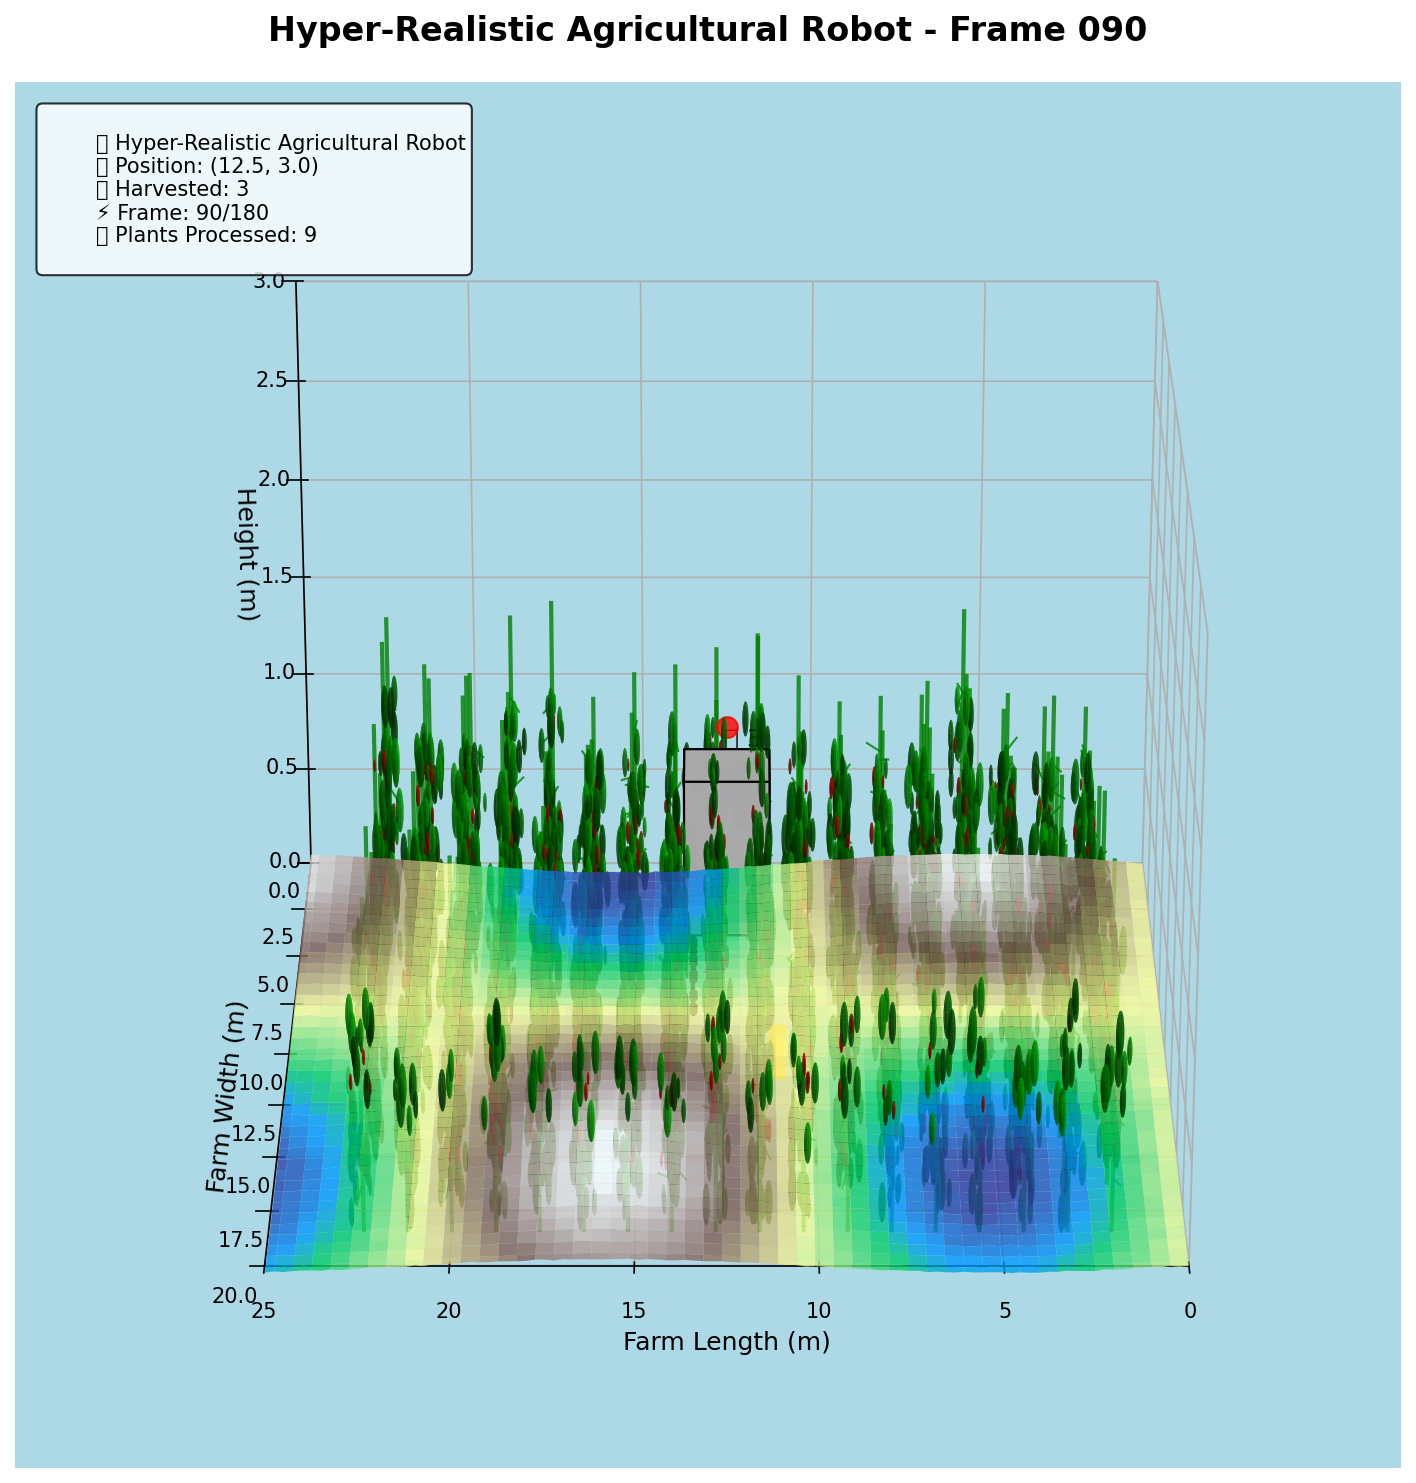 Hyper-Realistic Agricultural Robot - Frame 090
▯ Hyper-Realistic Agricultural Robot
▯ Position: (12.5, 3.0)
▯ Harvested: 3
⚡ Frame: 90/180
▯ Plants Processed: 9
3.0
2.5
2.0
1.5
1.0
0.5
0.0
Height (m)
0.0
2.5
5.0
7.5
10.0
12.5
15.0
17.5
20.0
Farm Width (m)
25
20
15
10
5
0
Farm Length (m)